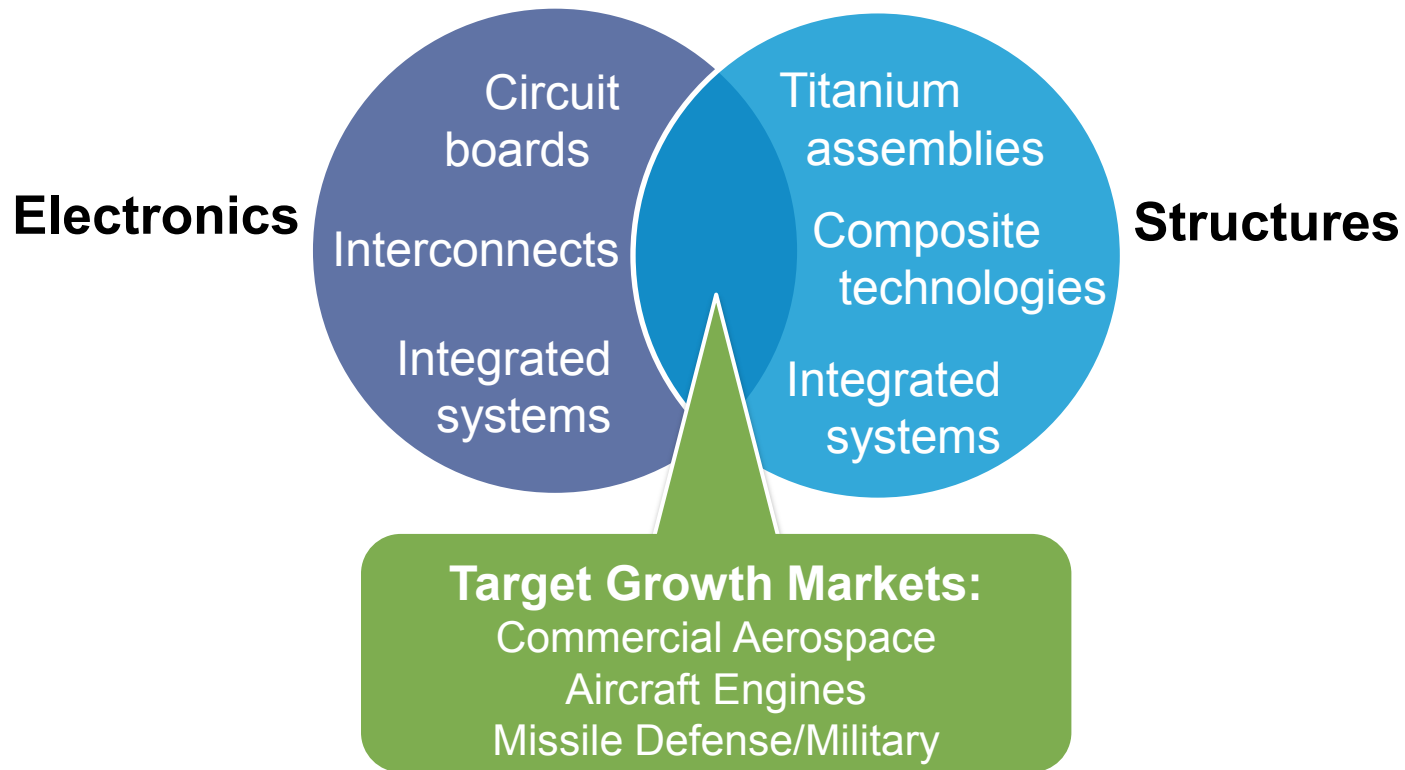 Electronics
Circuit
boards
Interconnects
Integrated
systems
Titanium
assemblies
Composite
technologies
Integrated
systems
Structures
Target Growth Markets:
Commercial Aerospace
Aircraft Engines
Missile Defense/Military